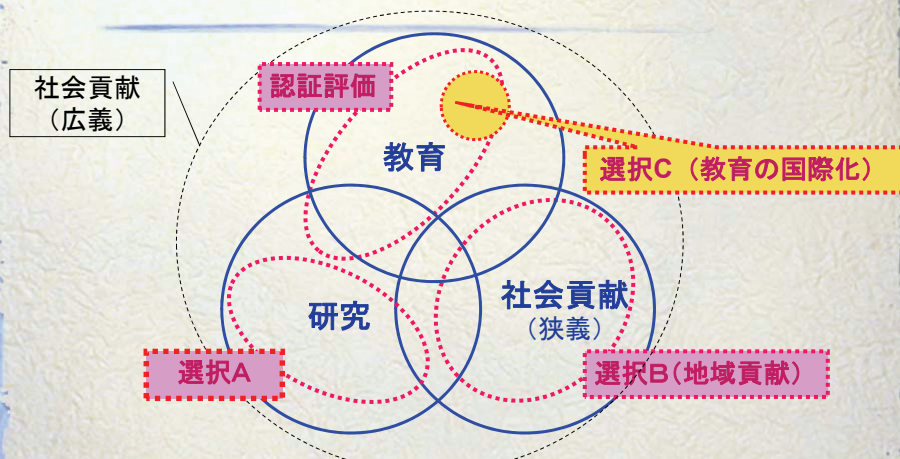 社会貢献
（広義）
認証評価
教育
選択C（教育の国際化）
研究
社会貢献
（狭義）
選択A
選択B（地域貢献）